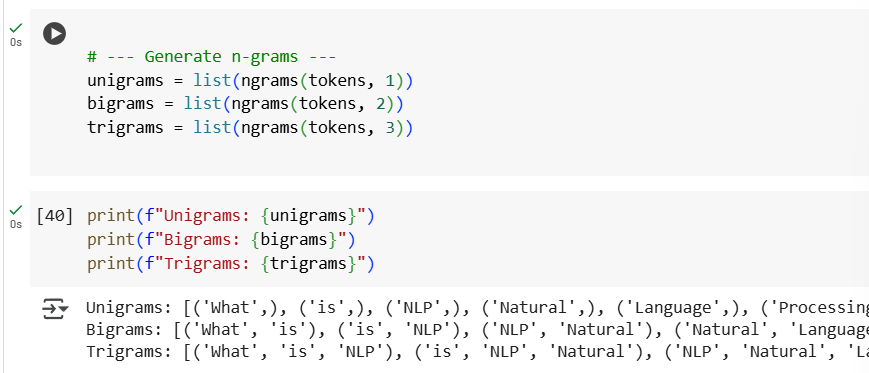 0s
# --- Generate n-grams ---
unigrams = list(ngrams(tokens, 1))
bigrams = list(ngrams(tokens, 2))
trigrams = list(ngrams(tokens, 3))
0s
[40] print(f"Unigrams: {unigrams}")
print(f"Bigrams: {bigrams}")
print(f"Trigrams: {trigrams}")
Unigrams: [('What',), ('is',), ('NLP',), ('Natural',), ('Language',), ('Processing
Bigrams: [('What', 'is'), ('is', 'NLP'), ('NLP', 'Natural'), ('Natural', 'Language
Trigrams: [('What', 'is', 'NLP'), ('is', 'NLP', 'Natural'), ('NLP', 'Natural', 'La